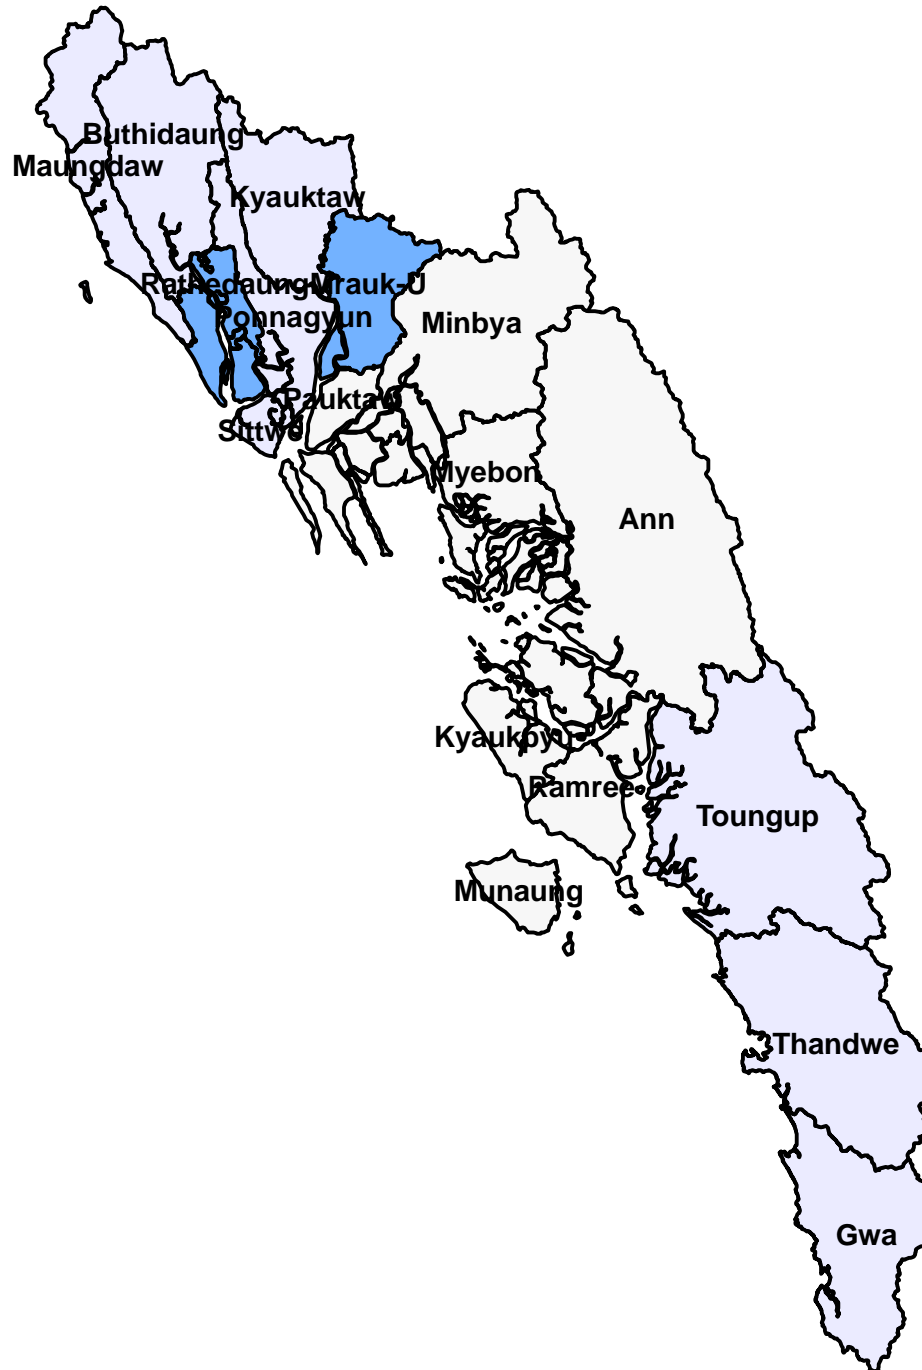 Buthidaung
Maungdaw
Kyauktaw
Rathedaung
Mrauk-U
Ponnagyun
Minbya
Pauktaw
Sittwe
Myebon
Ann
Kyaukpyu
Ramree
Toungup
Munaung
Thandwe
Gwa